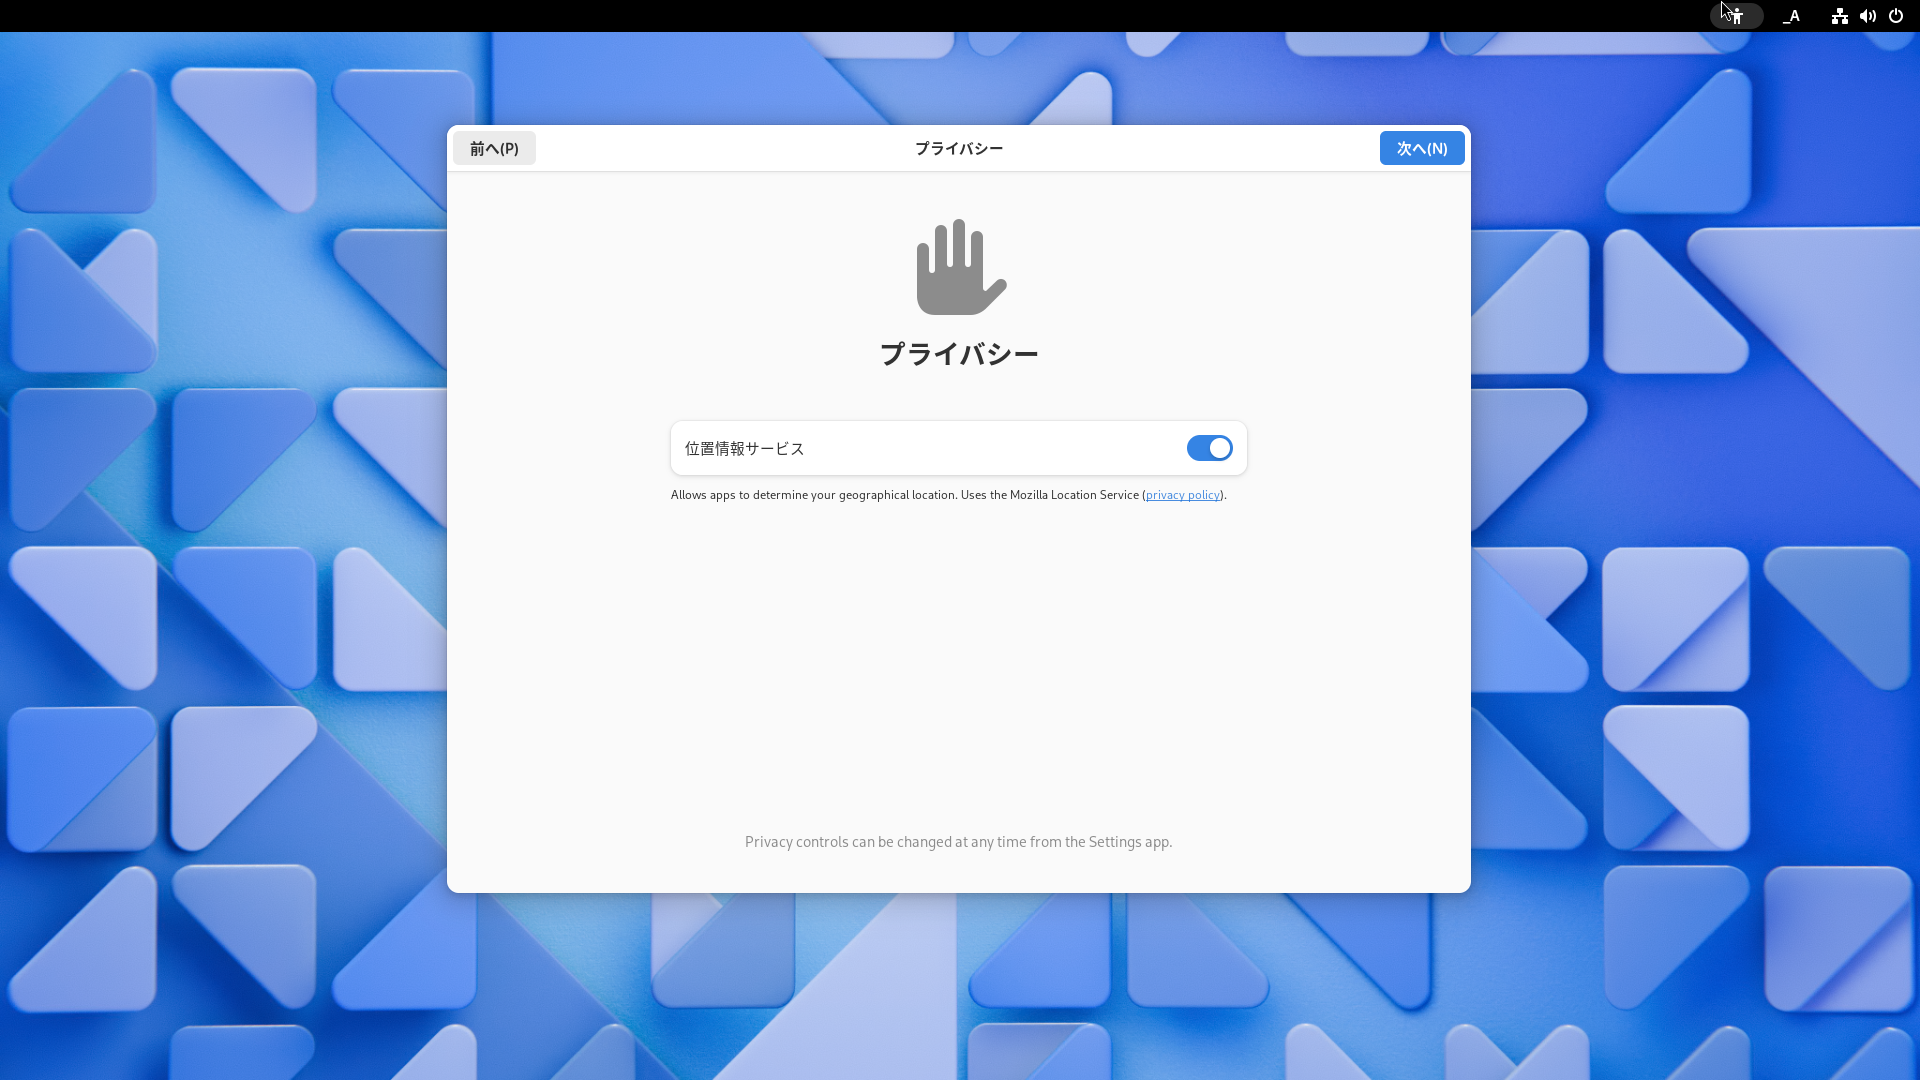 _A
前へ(P)
プライバシー
次へ(N)
プライバシー
位置情報サービス
Allows apps to determine your geographical location. Uses the Mozilla Location Service (privacy policy).
Privacy controls can be changed at any time from the Settings app.